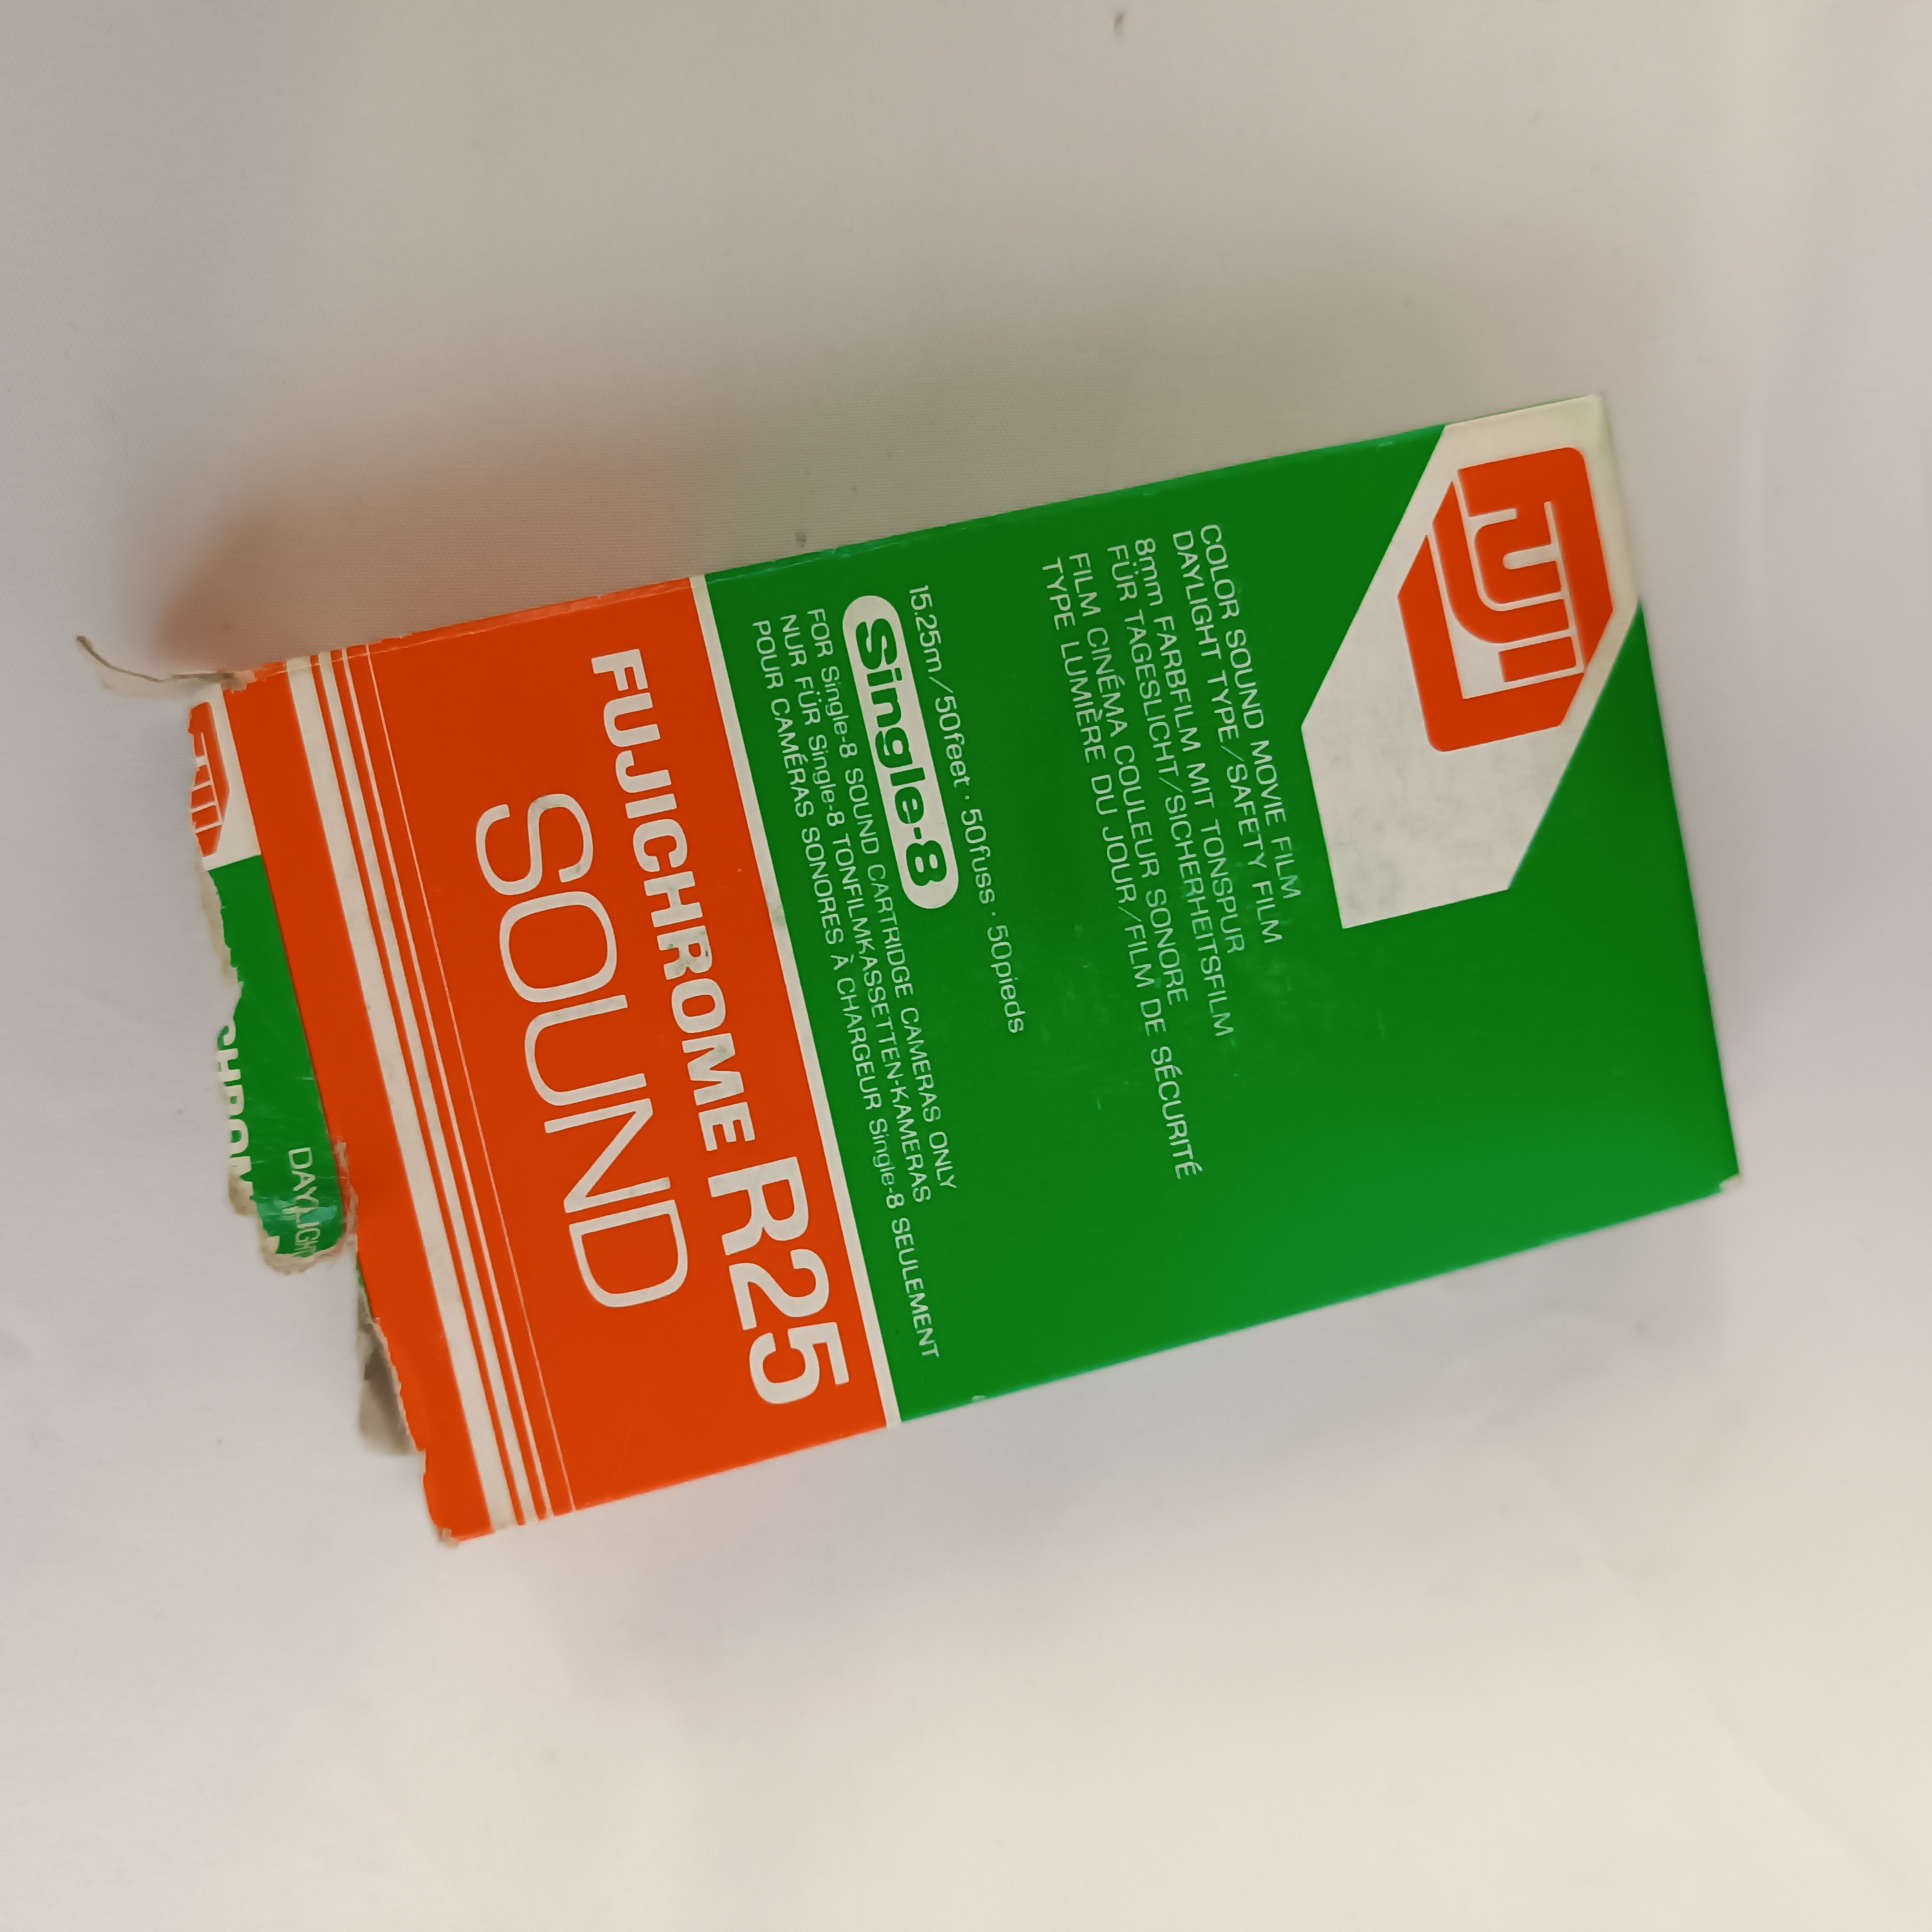 FUJI
COLOR SOUND MOVIE FILM
DAYLIGHT TYPE/SAFETY FILM
8mm FARBFILM MIT TONSPUR
FÜR TAGESLICHT/SICHERHEITSFILM
FILM CINÉMA COULEUR SONORE
TYPE LUMIÈRE DU JOUR/FILM DE SÉCURITÉ
15.25m/50feet·50fuss·50pieds
Single-8
FOR Single-8 SOUND CARTRIDGE CAMERAS ONLY
NUR FÜR Single-8 TONFILMKASSETTEN-KAMERAS
POUR CAMÉRAS SONORES À CHARGEUR Single-8 SEULEMENT
FUJICHROME R25
SOUND
FUJI
DAYLIGH